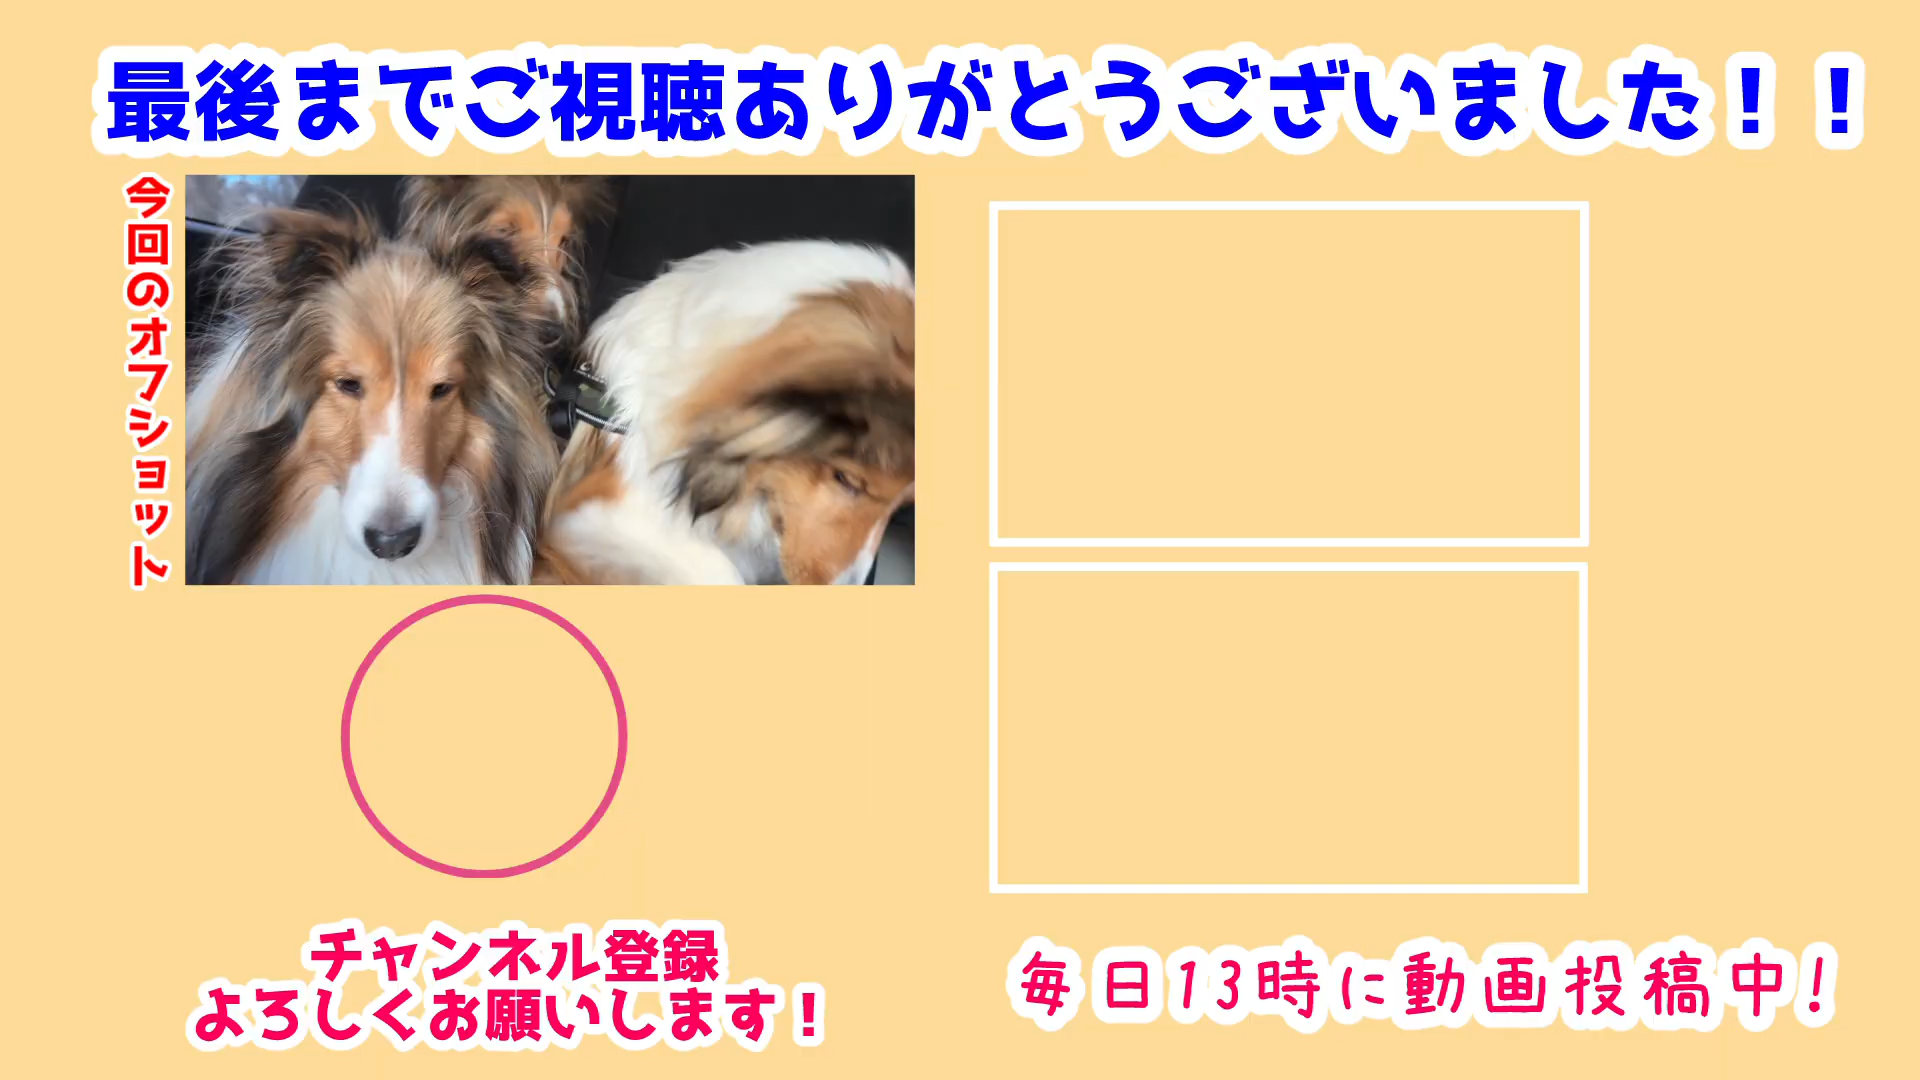 最後までご視聴ありがとうございました！！
今回のオフショット
チャンネル登録
よろしくお願いします！
毎日13時に動画投稿中！